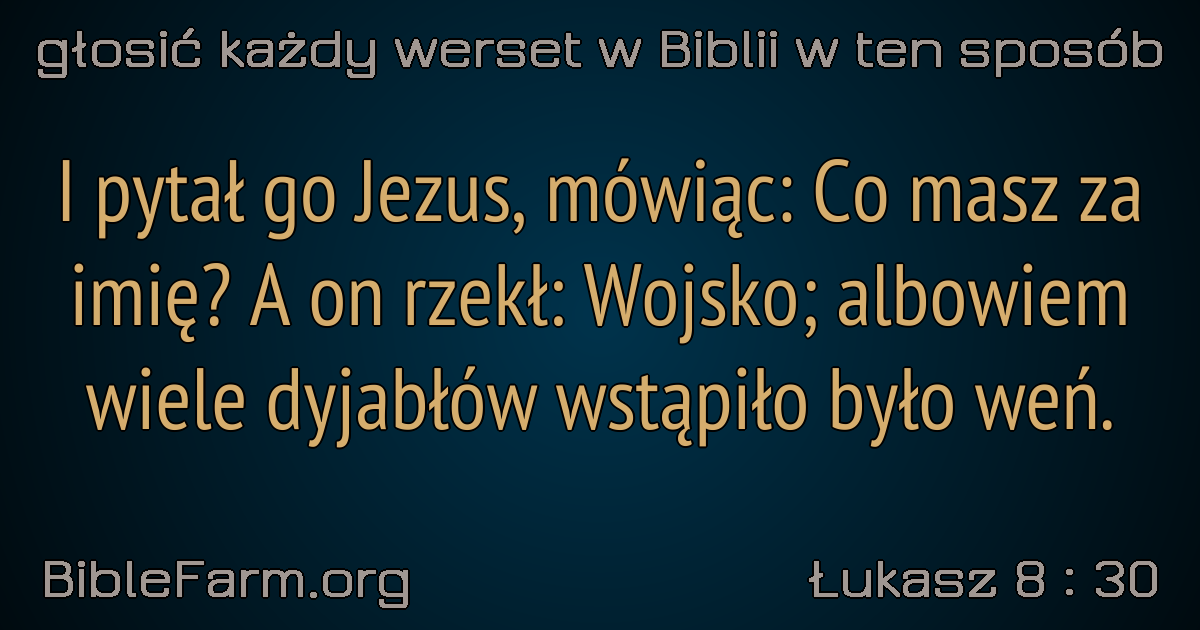 głosić każdy werset w Biblii w ten sposób
I pytał go Jezus, mówiąc: Co masz za
imię? A on rzekł: Wojsko; albowiem
wiele dyjabłów wstąpiło było weń.
BibleFarm.org
Łukasz 8 : 30